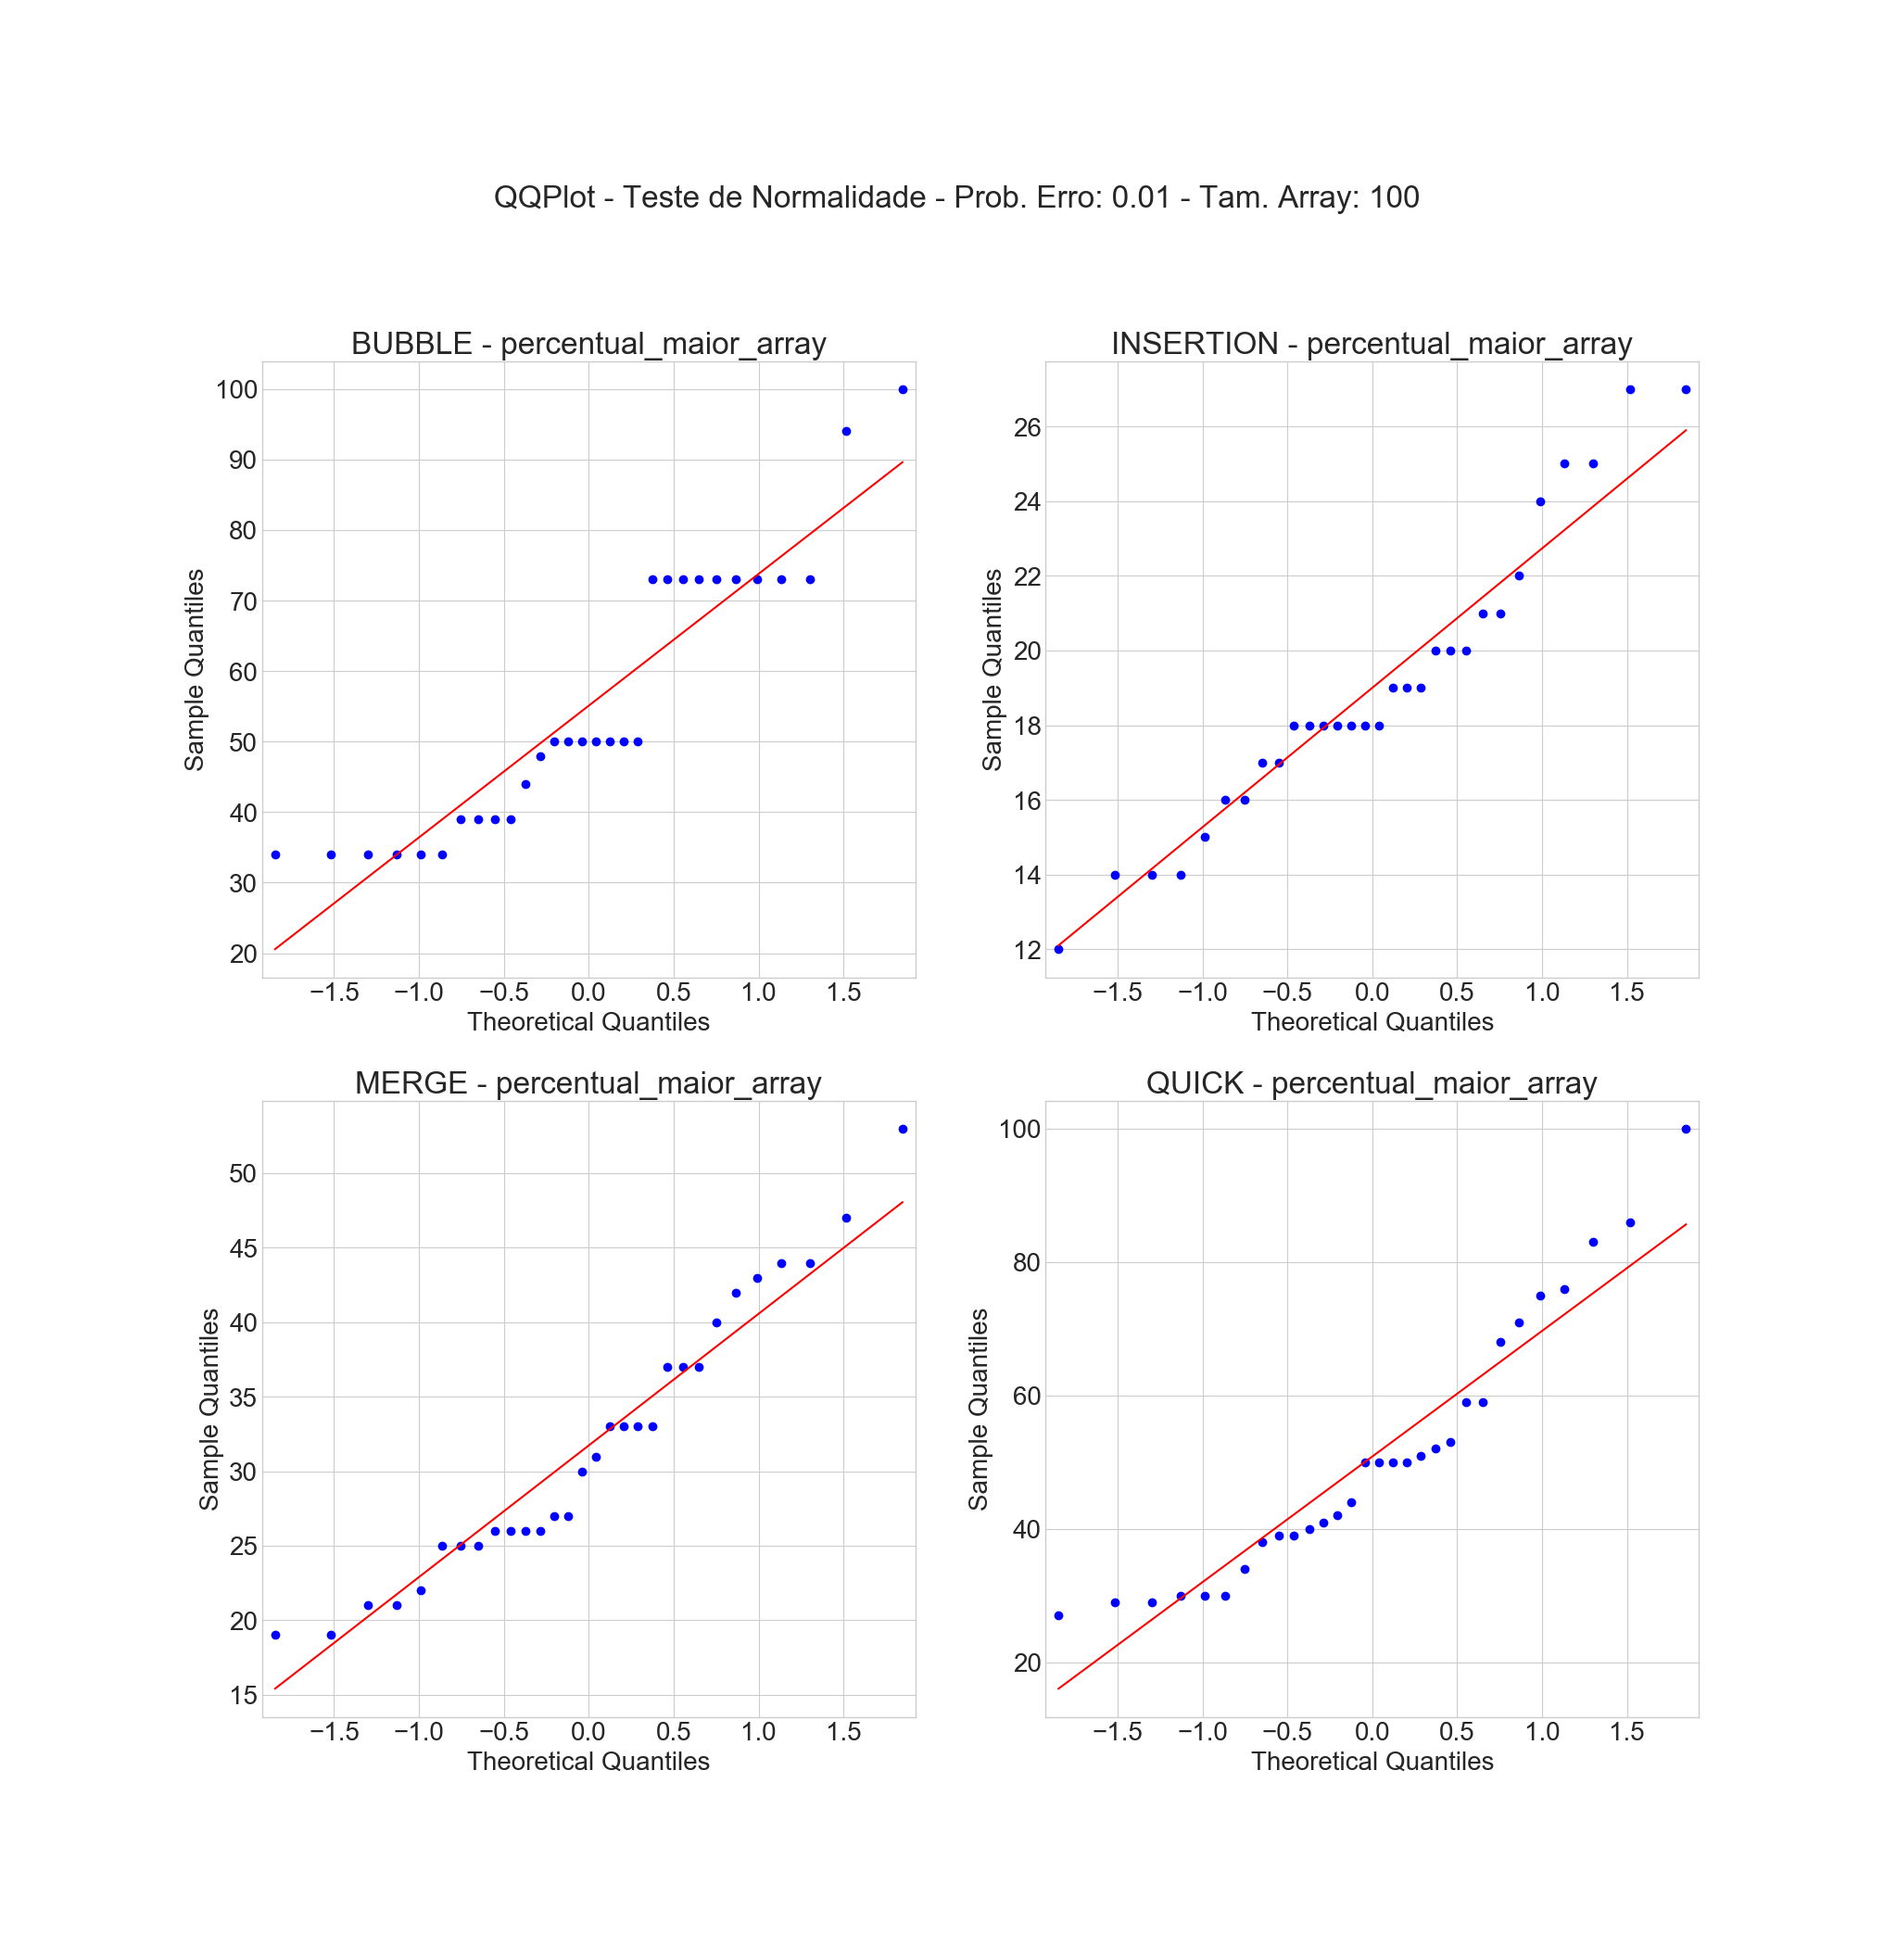 QQPlot - Teste de Normalidade - Prob. Erro: 0.01 - Tam. Array: 100
BUBBLE - percentual_maior_array
100
90
80
70
60
50
40
30
20
Sample Quantiles
−1.5 −1.0 −0.5 0.0 0.5 1.0 1.5
Theoretical Quantiles
INSERTION - percentual_maior_array
26
24
22
20
18
16
14
12
Sample Quantiles
−1.5 −1.0 −0.5 0.0 0.5 1.0 1.5
Theoretical Quantiles
MERGE - percentual_maior_array
50
45
40
35
30
25
20
15
Sample Quantiles
−1.5 −1.0 −0.5 0.0 0.5 1.0 1.5
Theoretical Quantiles
QUICK - percentual_maior_array
100
80
60
40
20
Sample Quantiles
−1.5 −1.0 −0.5 0.0 0.5 1.0 1.5
Theoretical Quantiles